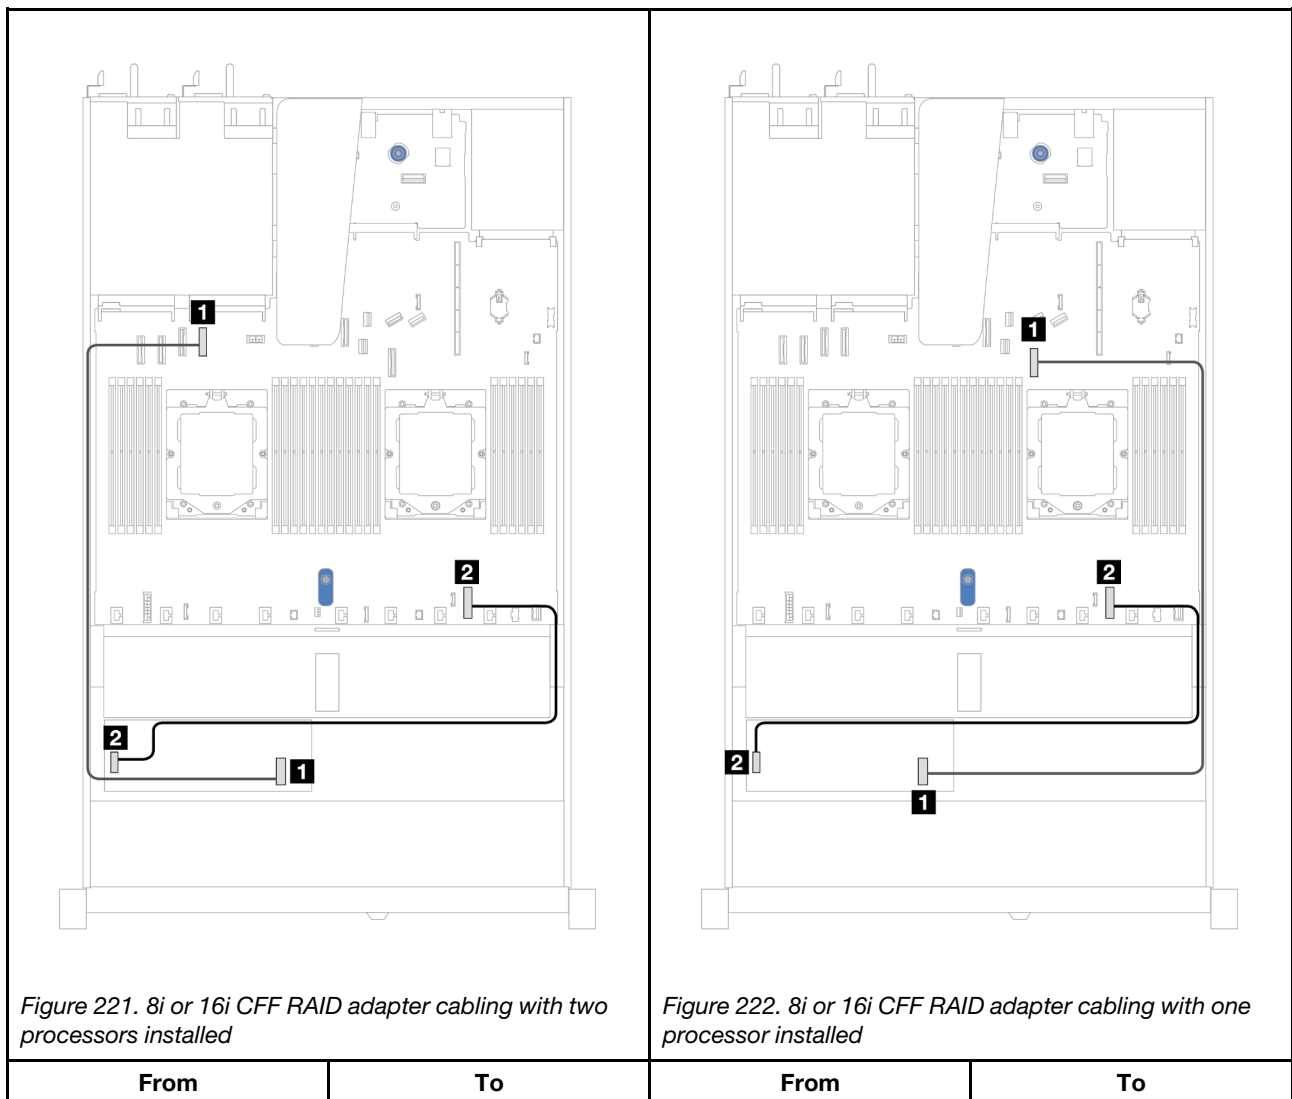 1
2
2
1
Figure 221. 8i or 16i CFF RAID adapter cabling with two
processors installed
1
2
2
1
Figure 222. 8i or 16i CFF RAID adapter cabling with one
processor installed
From To From To